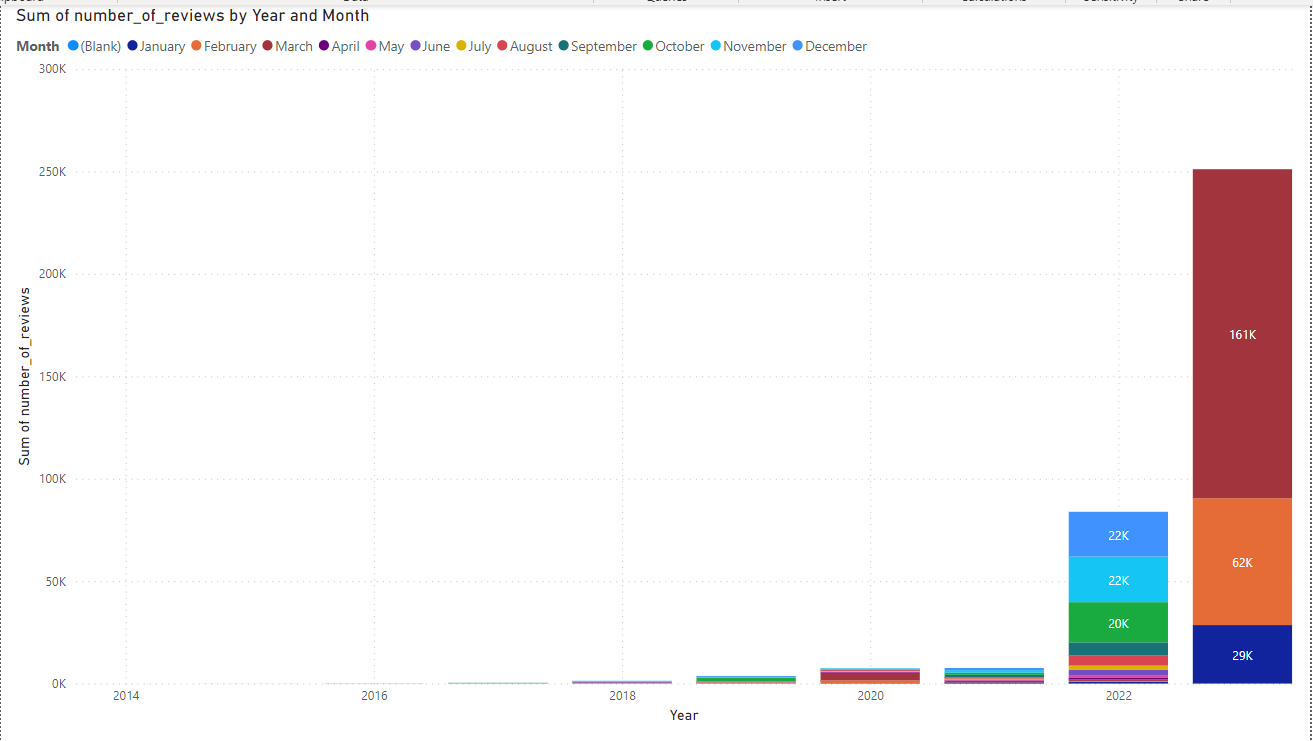 Sum of number_of_reviews by Year and Month
Month (Blank) January February March April May June July August September October November December
300K
250K
200K
150K
100K
50K
0K
Sum of number_of_reviews
161K
62K
29K
22K
22K
20K
2014 2016 2018 2020 2022
Year